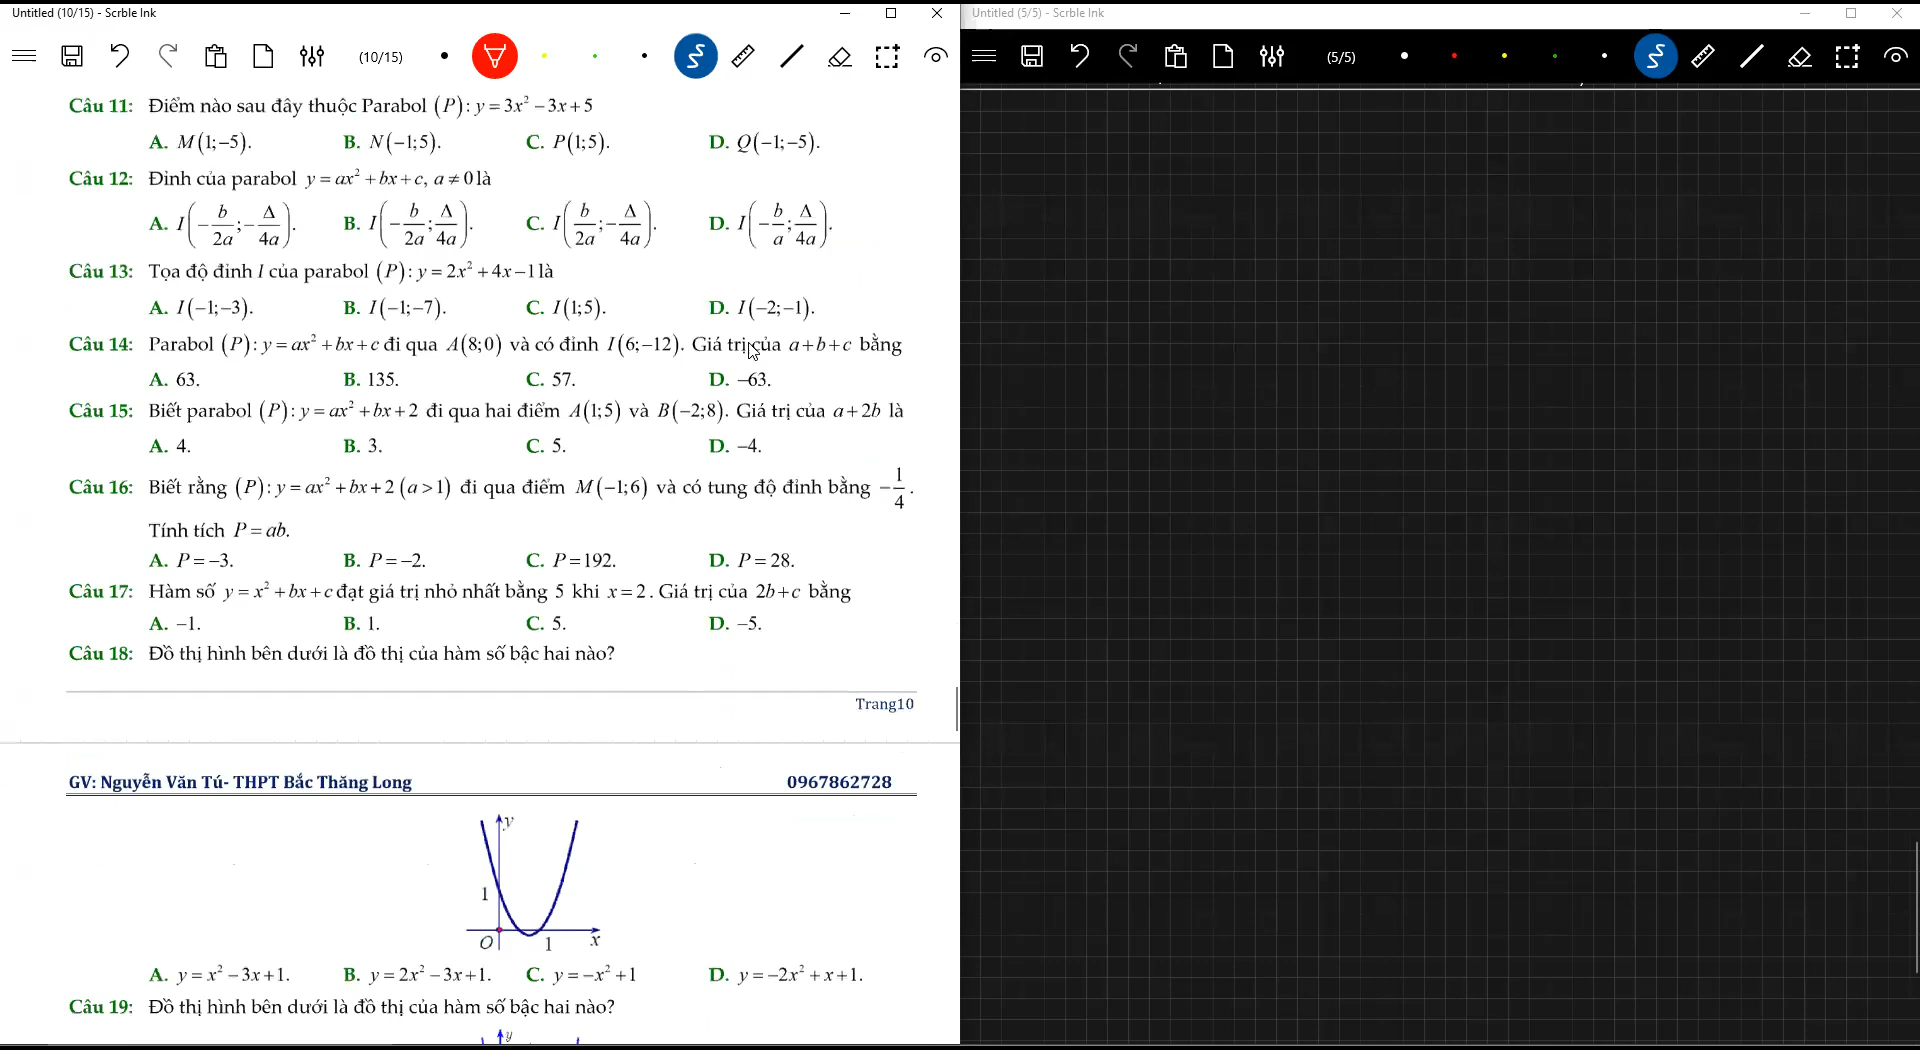 Untitled (10/15) - Scrble Ink
(10/15)
Câu 11: Điểm nào sau đây thuộc Parabol (P): y = 3x² − 3x + 5
A. M(1;−5). B. N(−1;5). C. P(1;5). D. Q(−1;−5).
Câu 12: Đỉnh của parabol y = ax² + bx + c, a ≠ 0 là
A. I(−b/2a; −Δ/4a). B. I(−b/2a; Δ/4a). C. I(b/2a; −Δ/4a). D. I(−b/a; Δ/4a).
Câu 13: Tọa độ đỉnh I của parabol (P): y = 2x² + 4x − 1 là
A. I(−1;−3). B. I(−1;−7). C. I(1;5). D. I(−2;−1).
Câu 14: Parabol (P): y = ax² + bx + c đi qua A(8;0) và có đỉnh I(6;−12). Giá trị của a + b + c bằng
A. 63. B. 135. C. 57. D. −63.
Câu 15: Biết parabol (P): y = ax² + bx + 2 đi qua hai điểm A(1;5) và B(−2;8). Giá trị của a + 2b là
A. 4. B. 3. C. 5. D. −4.
Câu 16: Biết rằng (P): y = ax² + bx + 2 (a > 1) đi qua điểm M(−1;6) và có tung độ đỉnh bằng −1/4.
Tính tích P = ab.
A. P = −3. B. P = −2. C. P = 192. D. P = 28.
Câu 17: Hàm số y = x² + bx + c đạt giá trị nhỏ nhất bằng 5 khi x = 2. Giá trị của 2b + c bằng
A. −1. B. 1. C. 5. D. −5.
Câu 18: Đồ thị hình bên dưới là đồ thị của hàm số bậc hai nào?
Trang10
GV: Nguyễn Văn Tú- THPT Bắc Thăng Long 0967862728
y
1
O 1 x
A. y = x² − 3x + 1. B. y = 2x² − 3x + 1. C. y = −x² + 1 D. y = −2x² + x + 1.
Câu 19: Đồ thị hình bên dưới là đồ thị của hàm số bậc hai nào?
y
Untitled (5/5) - Scrble Ink
(5/5)